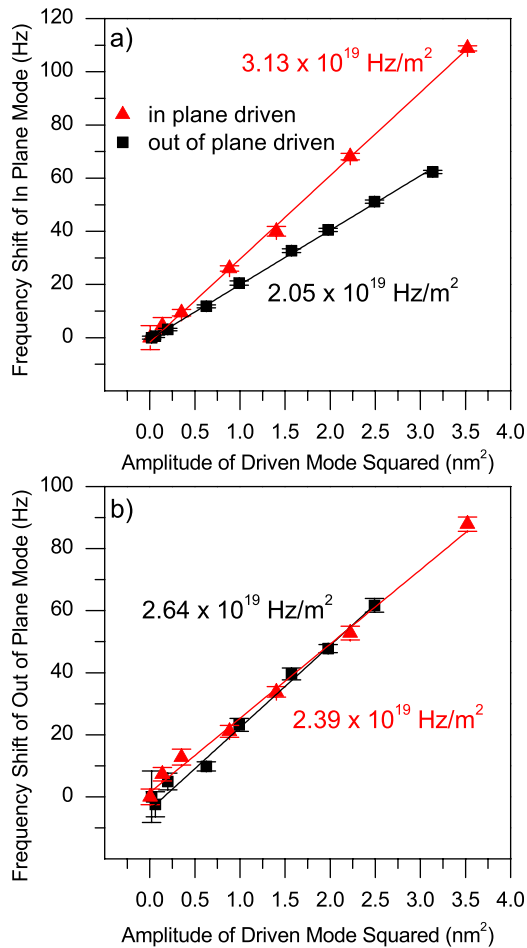 a)
3.13 x 10^19 Hz/m^2
in plane driven
out of plane driven
2.05 x 10^19 Hz/m^2
Frequency Shift of In Plane Mode (Hz)
120
100
80
60
40
20
0
0.0 0.5 1.0 1.5 2.0 2.5 3.0 3.5 4.0
Amplitude of Driven Mode Squared (nm^2)
b)
2.64 x 10^19 Hz/m^2
2.39 x 10^19 Hz/m^2
Frequency Shift of Out of Plane Mode (Hz)
100
80
60
40
20
0
0.0 0.5 1.0 1.5 2.0 2.5 3.0 3.5 4.0
Amplitude of Driven Mode Squared (nm^2)